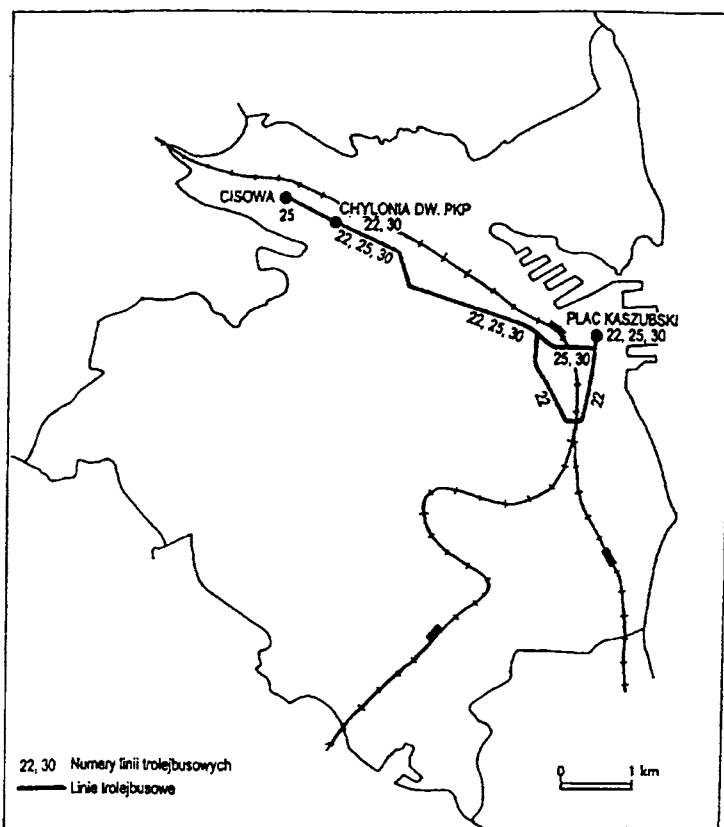 CISOWA
25
CHYLONIA DW. PKP
22, 30
22, 25, 30
22, 25, 30
PLAC KASZUBSKI
22, 25, 30
25, 30
22
22
22, 30 Numery linii trolejbusowych
Linie trolejbusowe
0 1 km